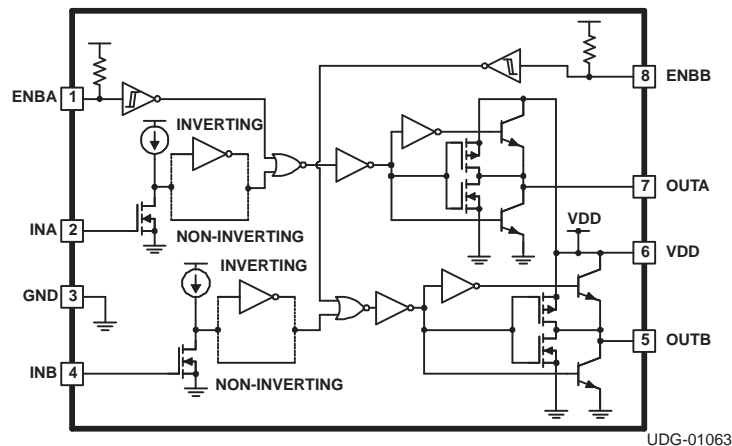 ENBA
1
8
ENBB
INVERTING
7
OUTA
INA
2
NON-INVERTING
VDD
INVERTING
6
VDD
GND
3
5
OUTB
INB
4
NON-INVERTING
UDG-01063